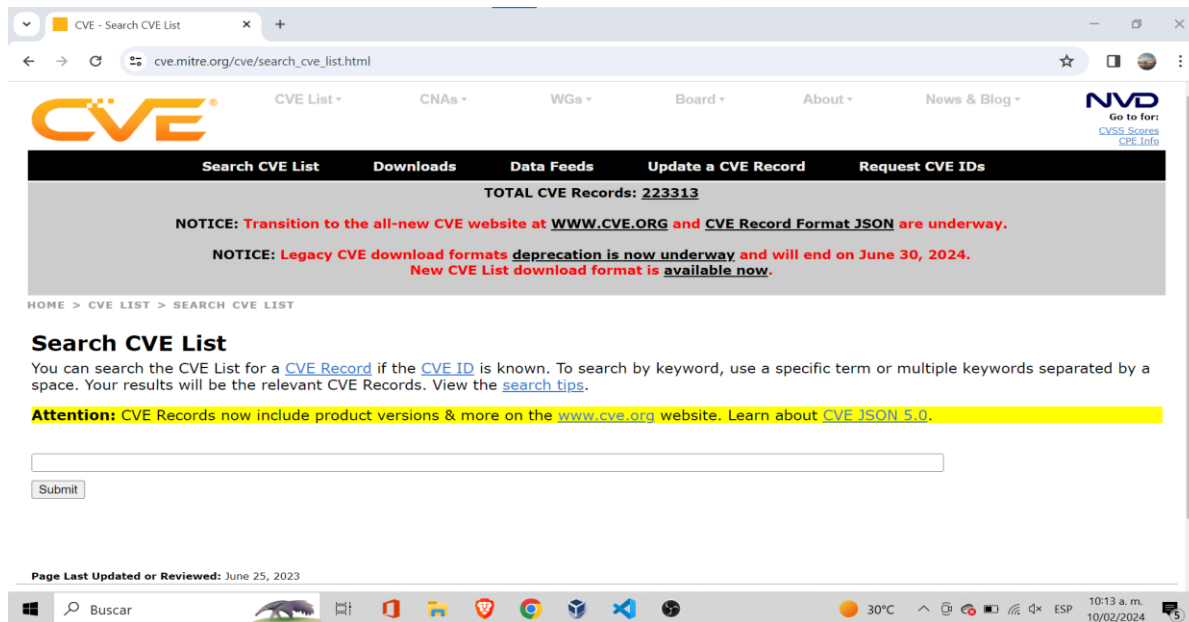 CVE - Search CVE List
cve.mitre.org/cve/search_cve_list.html
CVE®
CVE List
CNAs
WGs
Board
About
News & Blog
NVD
Go to for:
CVSS Scores
CPE Info
Search CVE List
Downloads
Data Feeds
Update a CVE Record
Request CVE IDs
TOTAL CVE Records: 223313
NOTICE: Transition to the all-new CVE website at WWW.CVE.ORG and CVE Record Format JSON are underway.
NOTICE: Legacy CVE download formats deprecation is now underway and will end on June 30, 2024.
New CVE List download format is available now.
HOME > CVE LIST > SEARCH CVE LIST
Search CVE List
You can search the CVE List for a CVE Record if the CVE ID is known. To search by keyword, use a specific term or multiple keywords separated by a
space. Your results will be the relevant CVE Records. View the search tips.
Attention: CVE Records now include product versions & more on the www.cve.org website. Learn about CVE JSON 5.0.
Submit
Page Last Updated or Reviewed: June 25, 2023
Buscar
30°C
ESP
10:13 a. m.
10/02/2024
5